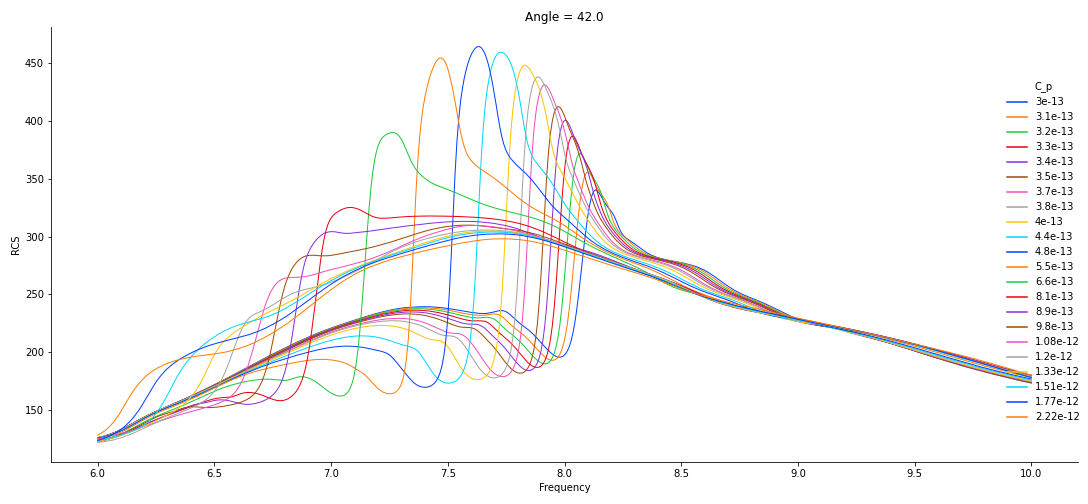 Angle = 42.0
RCS
450
400
350
300
250
200
150
6.0 6.5 7.0 7.5 8.0 8.5 9.0 9.5 10.0
Frequency
C_p
3e-13
3.1e-13
3.2e-13
3.3e-13
3.4e-13
3.5e-13
3.7e-13
3.8e-13
4e-13
4.4e-13
4.8e-13
5.5e-13
6.6e-13
8.1e-13
8.9e-13
9.8e-13
1.08e-12
1.2e-12
1.33e-12
1.51e-12
1.77e-12
2.22e-12